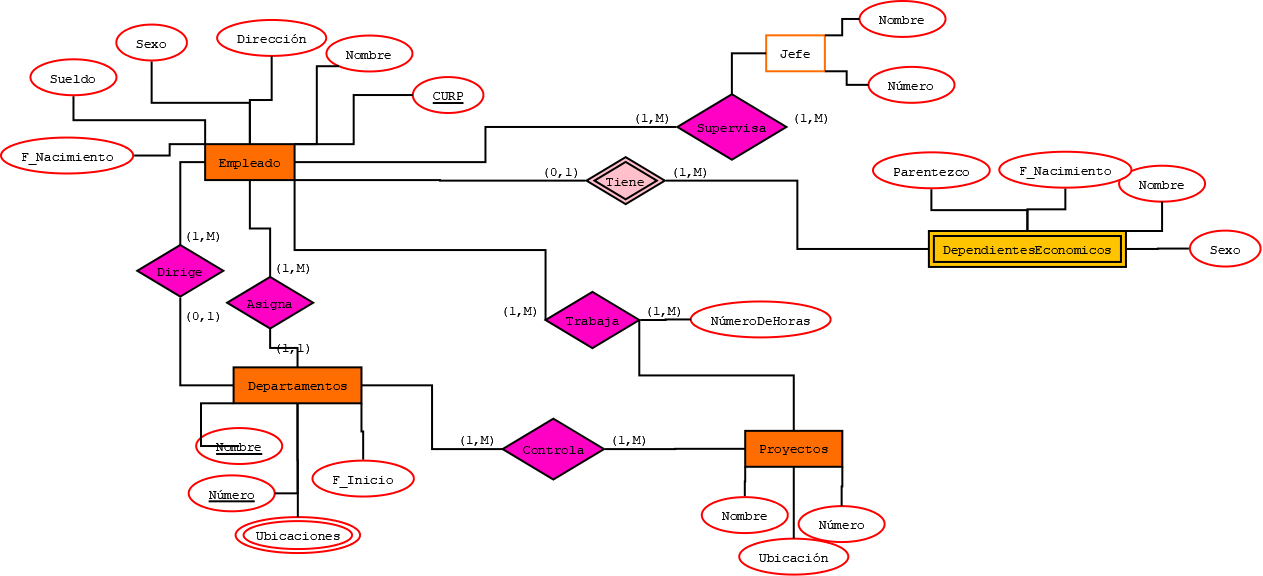 Nombre
Sexo
Dirección
Nombre
Jefe
Sueldo
CURP
Número
(1,M)
Supervisa
(1,M)
F_Nacimiento
Empleado
(0,1)
Tiene
(1,M)
Parentezco
F_Nacimiento
Nombre
(1,M)
DependientesEconomicos
Sexo
Dirige
(1,M)
Asigna
(0,1)
(1,M)
Trabaja
(1,M)
NúmeroDeHoras
(1,1)
Departamentos
(1,M)
Controla
(1,M)
Proyectos
Nombre
F_Inicio
Número
Nombre
Número
Ubicaciones
Ubicación